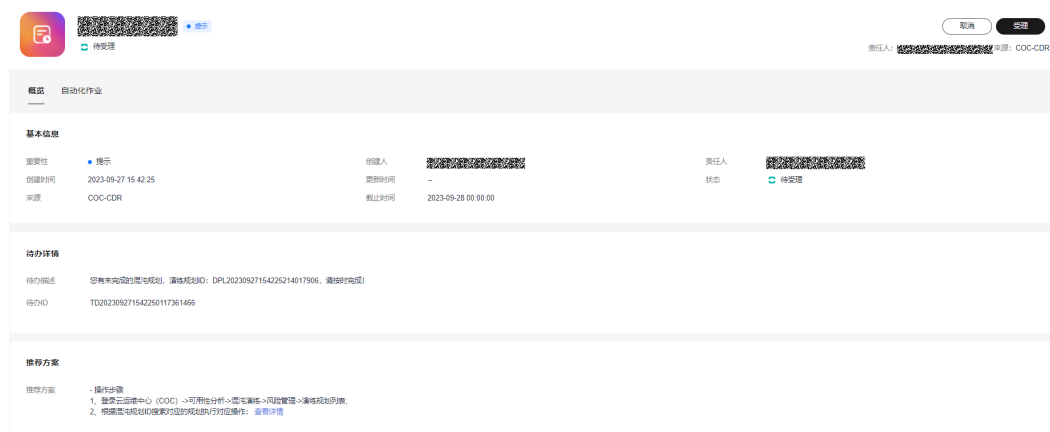 提示
待受理
取消 受理
责任人： 来源：COC-CDR
概览 自动化作业
基本信息
重要性 提示 创建人 责任人
创建时间 2023-09-27 15:42:25 更新时间 -- 状态 待受理
来源 COC-CDR 截止时间 2023-09-28 00:00:00
待办详情
待办描述 您有未完成的混沌规划，演练规划ID：DPL20230927154225214017906，请按时完成!
待办ID TD202309271542250117361466
推荐方案
推荐方案 - 操作步骤
1、登录云运维中心（COC）->可用性分析->混沌演练->风险管理->演练规划列表;
2、根据混沌规划ID搜索对应的规划执行对应操作； 查看详情